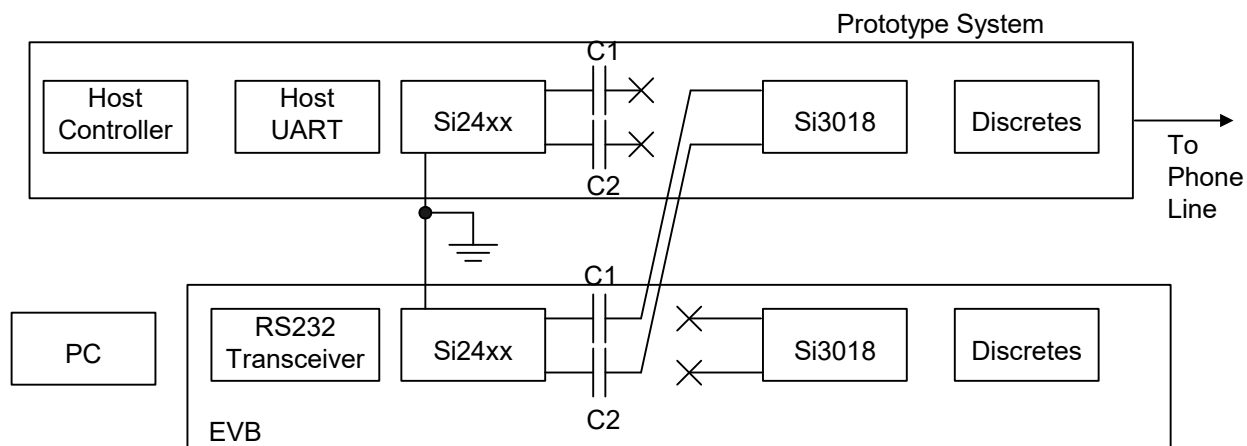 Prototype System
C1
Host
Controller
Host
UART
Si24xx
Si3018
Discretes
C2
To
Phone
Line
C1
PC
RS232
Transceiver
Si24xx
Si3018
Discretes
C2
EVB